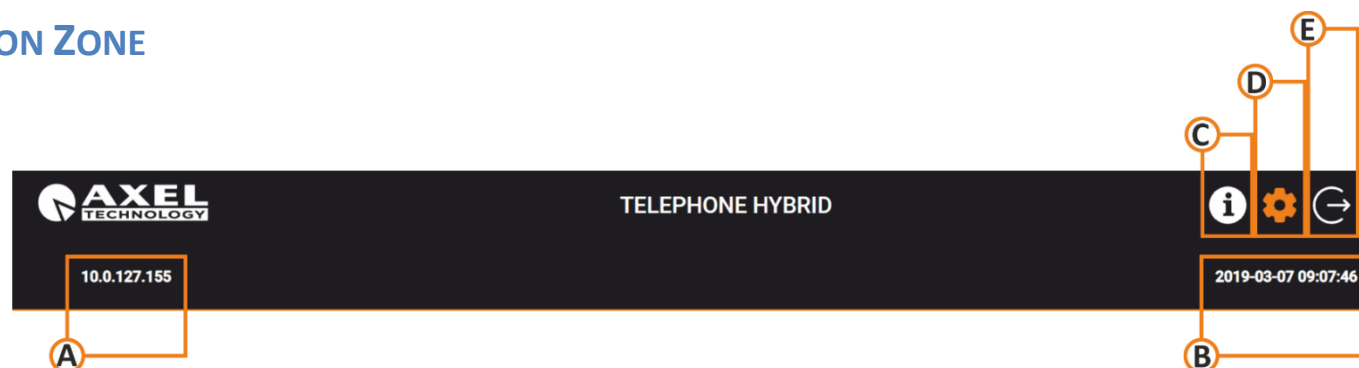 ON ZONE
E
D
C
AXEL
TECHNOLOGY
TELEPHONE HYBRID
i
10.0.127.155
2019-03-07 09:07:46
A
B